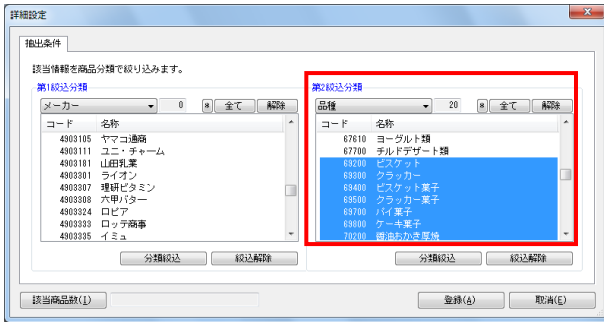 詳細設定
抽出条件
該当情報を商品分類で絞り込みます。
第1絞込分類
メーカー 0 * 全て 解除
コード 名称
4903105 ヤマコ通商
4903111 ユニ・チャーム
4903181 山田乳業
4903301 ライオン
4903307 理研ビタミン
4903308 六甲バター
4903324 ロビア
4903333 ロッテ商事
4903335 イミュ
分類絞込 絞込解除
第2絞込分類
品種 20 * 全て 解除
コード 名称
67610 ヨーグルト類
67700 チルドデザート類
69200 ビスケット
69300 クラッカー
69400 ビスケット菓子
69500 クラッカー菓子
69700 パイ菓子
69800 ケーキ菓子
70200 醤油おかき厚焼
分類絞込 絞込解除
該当商品数(I) 登録(A) 取消(E)